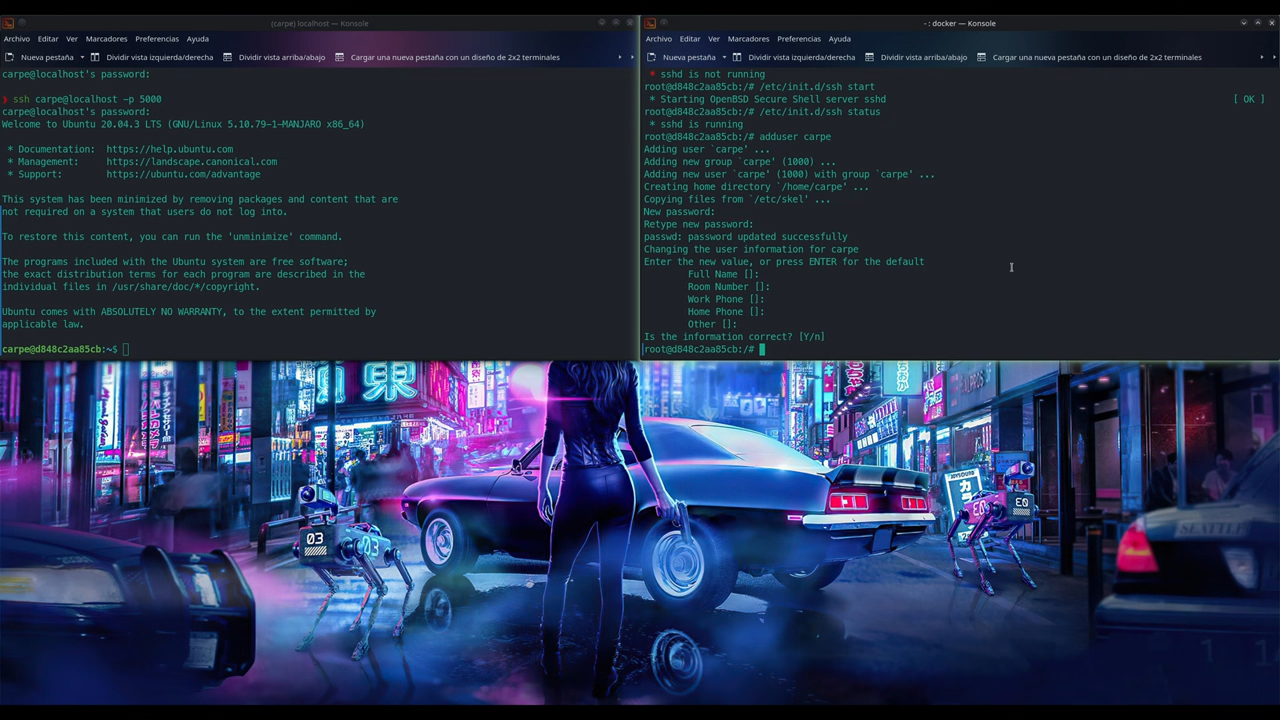 (carpe) localhost — Konsole
Archivo Editar Ver Marcadores Preferencias Ayuda
Nueva pestaña Dividir vista izquierda/derecha Dividir vista arriba/abajo Cargar una nueva pestaña con un diseño de 2x2 terminales
carpe@localhost's password:
❯ ssh carpe@localhost -p 5000
carpe@localhost's password:
Welcome to Ubuntu 20.04.3 LTS (GNU/Linux 5.10.79-1-MANJARO x86_64)
* Documentation: https://help.ubuntu.com
* Management: https://landscape.canonical.com
* Support: https://ubuntu.com/advantage
This system has been minimized by removing packages and content that are
not required on a system that users do not log into.
To restore this content, you can run the 'unminimize' command.
The programs included with the Ubuntu system are free software;
the exact distribution terms for each program are described in the
individual files in /usr/share/doc/*/copyright.
Ubuntu comes with ABSOLUTELY NO WARRANTY, to the extent permitted by
applicable law.
carpe@d848c2aa85cb:~$
- : docker — Konsole
Archivo Editar Ver Marcadores Preferencias Ayuda
Nueva pestaña Dividir vista izquierda/derecha Dividir vista arriba/abajo Cargar una nueva pestaña con un diseño de 2x2 terminales
* sshd is not running
root@d848c2aa85cb:/# /etc/init.d/ssh start
* Starting OpenBSD Secure Shell server sshd [ OK ]
root@d848c2aa85cb:/# /etc/init.d/ssh status
* sshd is running
root@d848c2aa85cb:/# adduser carpe
Adding user `carpe' ...
Adding new group `carpe' (1000) ...
Adding new user `carpe' (1000) with group `carpe' ...
Creating home directory `/home/carpe' ...
Copying files from `/etc/skel' ...
New password:
Retype new password:
passwd: password updated successfully
Changing the user information for carpe
Enter the new value, or press ENTER for the default
Full Name []:
Room Number []:
Work Phone []:
Home Phone []:
Other []:
Is the information correct? [Y/n]
root@d848c2aa85cb:/#
東
03
03
03
SEATTLE